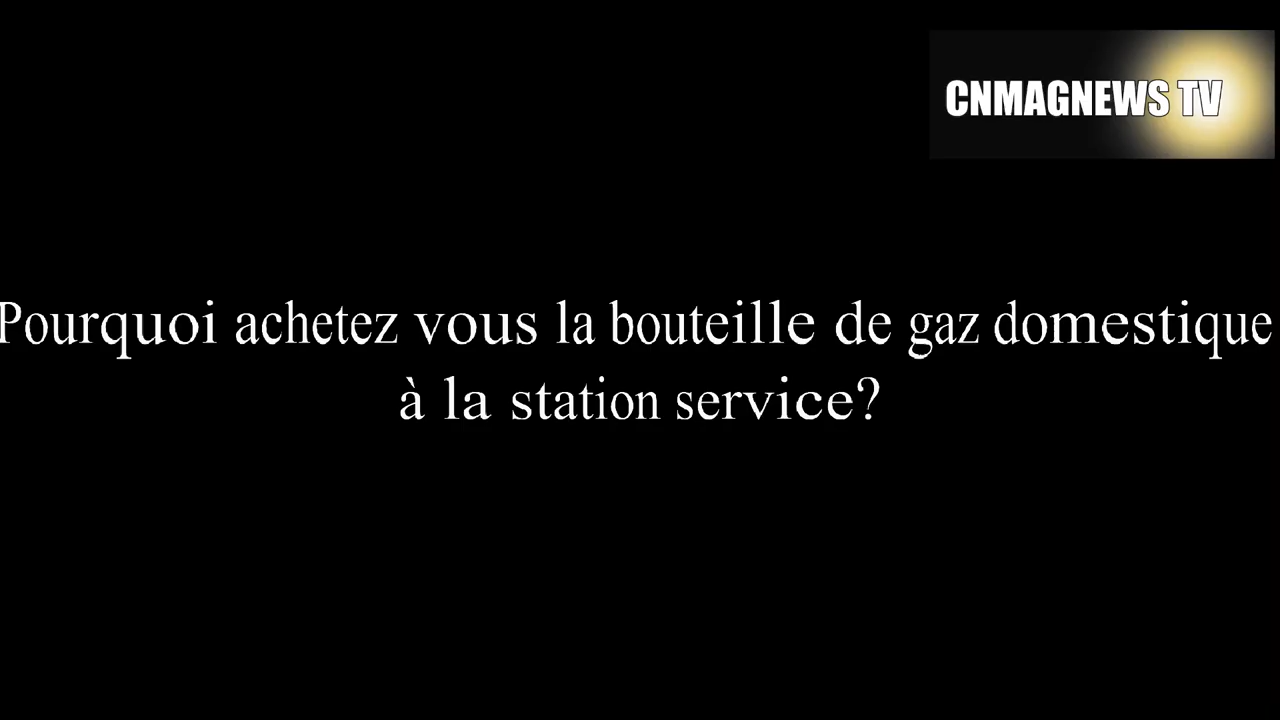 CNMAGNEWS TV
Pourquoi achetez vous la bouteille de gaz domestique
à la station service?